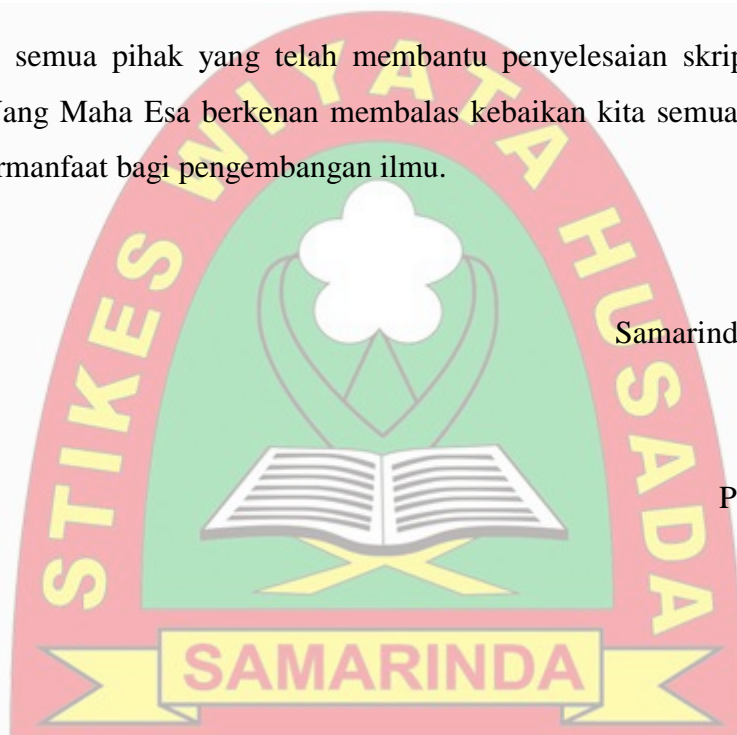 semua pihak yang telah membantu penyelesaian skrip
Yang Maha Esa berkenan membalas kebaikan kita semua
rmanfaat bagi pengembangan ilmu.
STIKES WIYATA HUSADA
Samarind
P
SAMARINDA